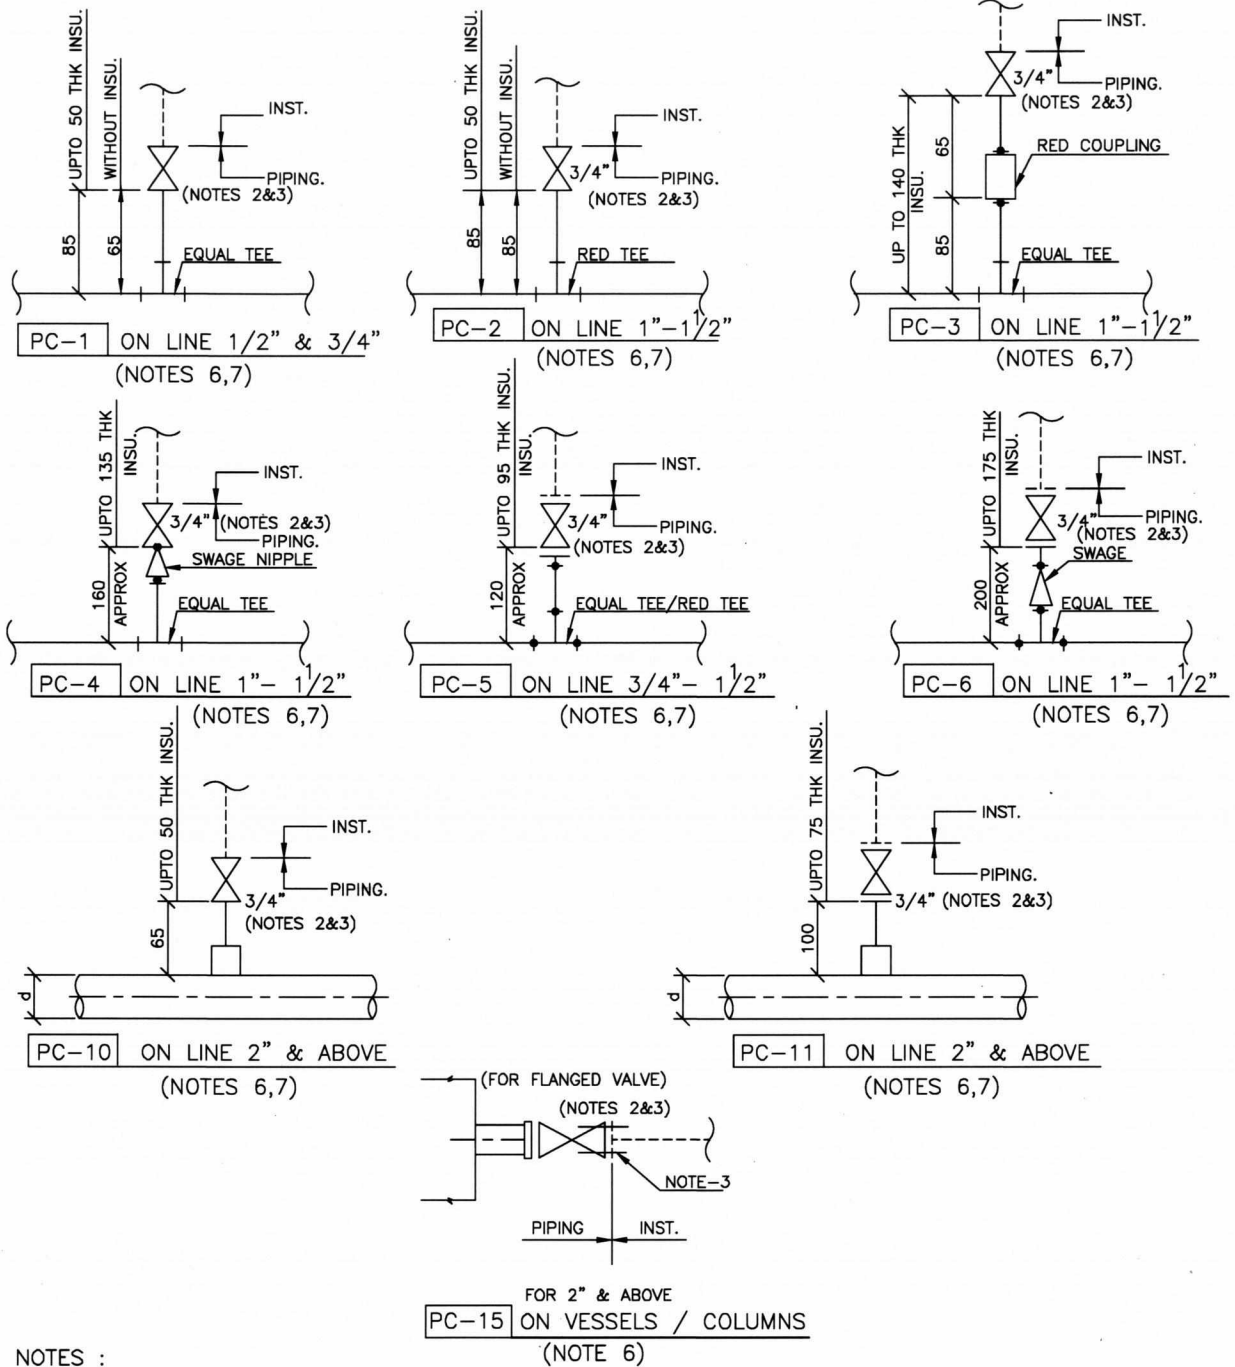 UPTO 50 THK INSU.
WITHOUT INSU.
INST.
PIPING.
(NOTES 2&3)
85
65
EQUAL TEE
PC-1 ON LINE 1/2" & 3/4"
(NOTES 6,7)
UPTO 50 THK INSU.
WITHOUT INSU.
INST.
3/4"
PIPING.
(NOTES 2&3)
85
85
RED TEE
PC-2 ON LINE 1"-1 1/2"
(NOTES 6,7)
INST.
3/4"
PIPING.
(NOTES 2&3)
UP TO 140 THK
INSU.
65
RED COUPLING
85
EQUAL TEE
PC-3 ON LINE 1"-1 1/2"
(NOTES 6,7)
UPTO 135 THK
INSU.
INST.
3/4" (NOTES 2&3)
PIPING.
SWAGE NIPPLE
160
APPROX
EQUAL TEE
PC-4 ON LINE 1"- 1 1/2"
(NOTES 6,7)
UPTO 95 THK INSU.
INSU.
INST.
3/4"
PIPING.
(NOTES 2&3)
120
APPROX
EQUAL TEE/RED TEE
PC-5 ON LINE 3/4"- 1 1/2"
(NOTES 6,7)
UPTO 175 THK
INSU.
INST.
PIPING.
3/4"
(NOTES 2&3)
SWAGE
200
APPROX
EQUAL TEE
PC-6 ON LINE 1"- 1 1/2"
(NOTES 6,7)
UPTO 50 THK INSU.
INST.
PIPING.
3/4"
(NOTES 2&3)
65
d
PC-10 ON LINE 2" & ABOVE
(NOTES 6,7)
UPTO 75 THK INSU.
INST.
PIPING.
3/4" (NOTES 2&3)
100
d
PC-11 ON LINE 2" & ABOVE
(NOTES 6,7)
(FOR FLANGED VALVE)
(NOTES 2&3)
NOTE-3
PIPING INST.
FOR 2" & ABOVE
PC-15 ON VESSELS / COLUMNS
(NOTE 6)
NOTES :